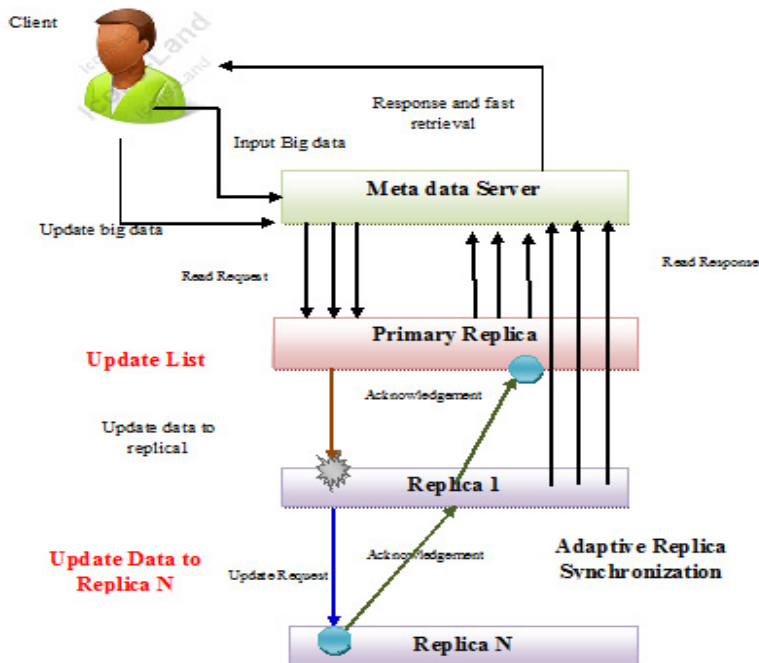 Client
Response and fast
retrieval
Input Big data
Meta data Server
Update big data
Read Request
Read Response
Primary Replica
Update List
Acknowledgement
Update data to
replica1
Replica 1
Update Data to
Replica N
Acknowledgement
Adaptive Replica
Synchronization
Update Request
Replica N